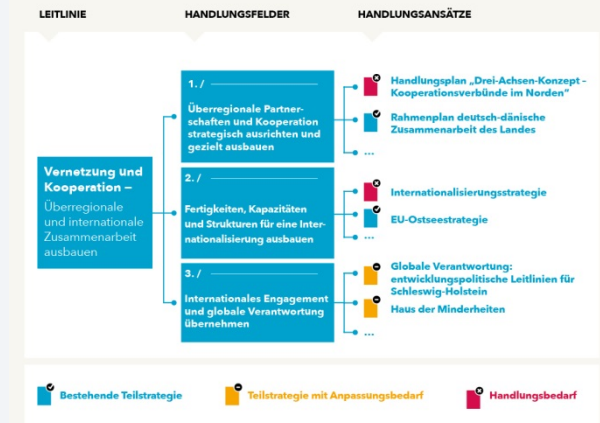 LEITLINIE
HANDLUNGSFELDER
HANDLUNGSANSÄTZE
Vernetzung und
Kooperation –
Überregionale
und internationale
Zusammenarbeit
ausbauen
1. /
Überregionale Partner-
schaften und Kooperation
strategisch ausrichten und
gezielt ausbauen
Handlungsplan „Drei-Achsen-Konzept –
Kooperationsverbünde im Norden“
Rahmenplan deutsch-dänische
Zusammenarbeit des Landes
...
2. /
Fertigkeiten, Kapazitäten
und Strukturen für eine Inter-
nationalisierung ausbauen
Internationalisierungsstrategie
EU-Ostseestrategie
...
3. /
Internationales Engagement
und globale Verantwortung
übernehmen
Globale Verantwortung:
entwicklungspolitische Leitlinien für
Schleswig-Holstein
Haus der Minderheiten
...
Bestehende Teilstrategie
Teilstrategie mit Anpassungsbedarf
Handlungsbedarf